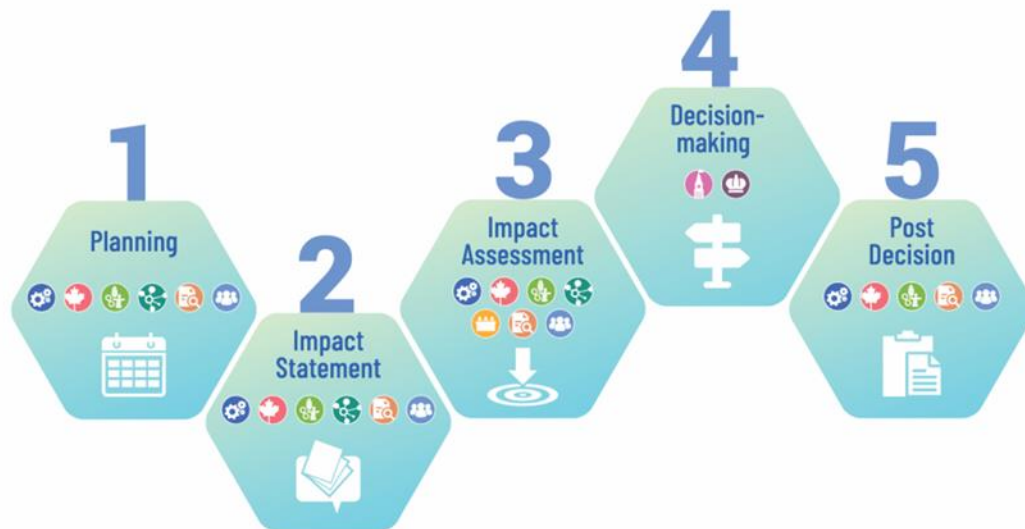 1
Planning
2
Impact
Statement
3
Impact
Assessment
4
Decision-
making
5
Post
Decision